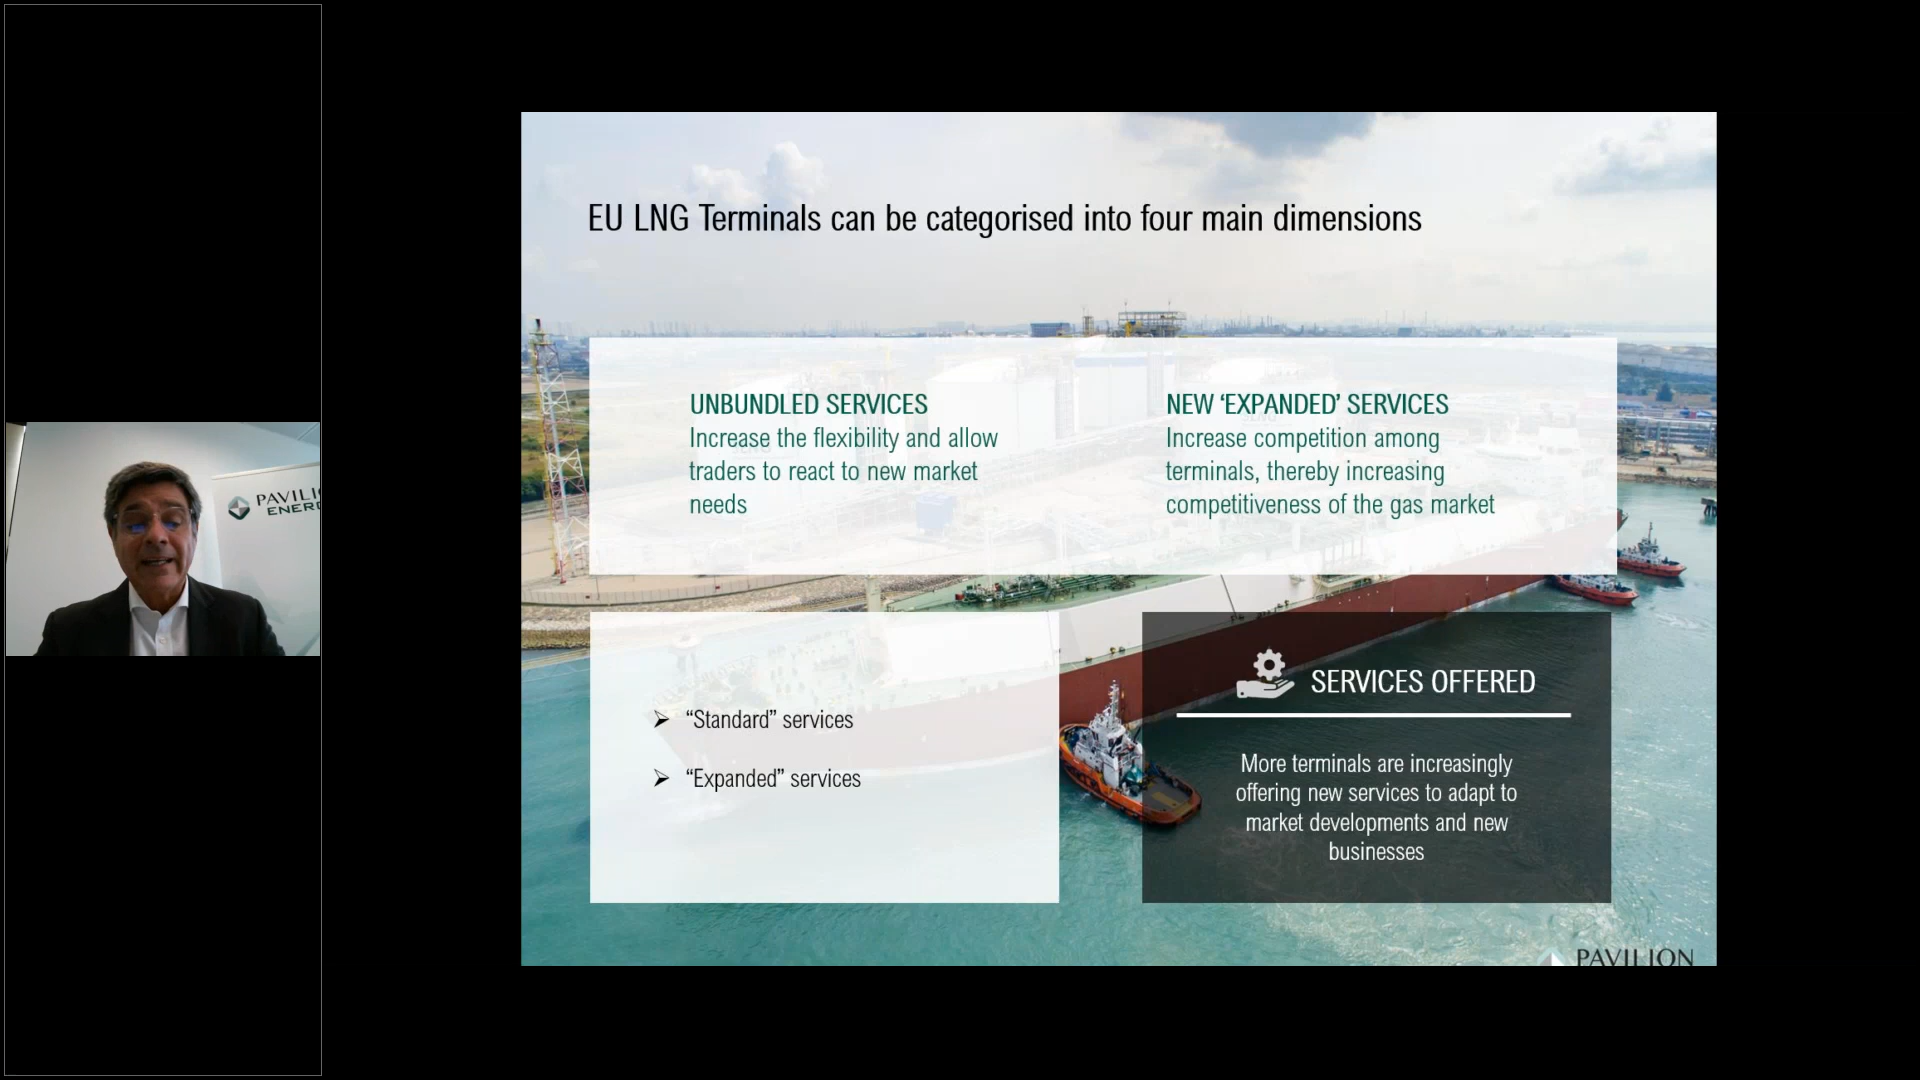 PAVILI
ENERG
EU LNG Terminals can be categorised into four main dimensions
UNBUNDLED SERVICES
Increase the flexibility and allow
traders to react to new market
needs
NEW ‘EXPANDED’ SERVICES
Increase competition among
terminals, thereby increasing
competitiveness of the gas market
“Standard” services
“Expanded” services
SERVICES OFFERED
More terminals are increasingly
offering new services to adapt to
market developments and new
businesses
PAVILION